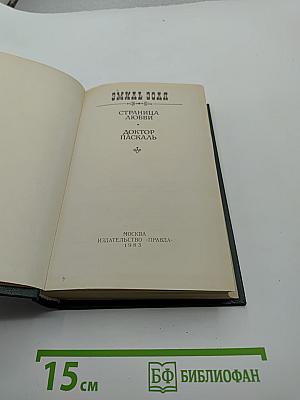 ЭМИЛЬ ЗОЛЯ
СТРАНИЦА
ЛЮБВИ
ДОКТОР
ПАСКАЛЬ
МОСКВА
ИЗДАТЕЛЬСТВО «ПРАВДА»
1983
15 см
БФ БИБЛИОФАН